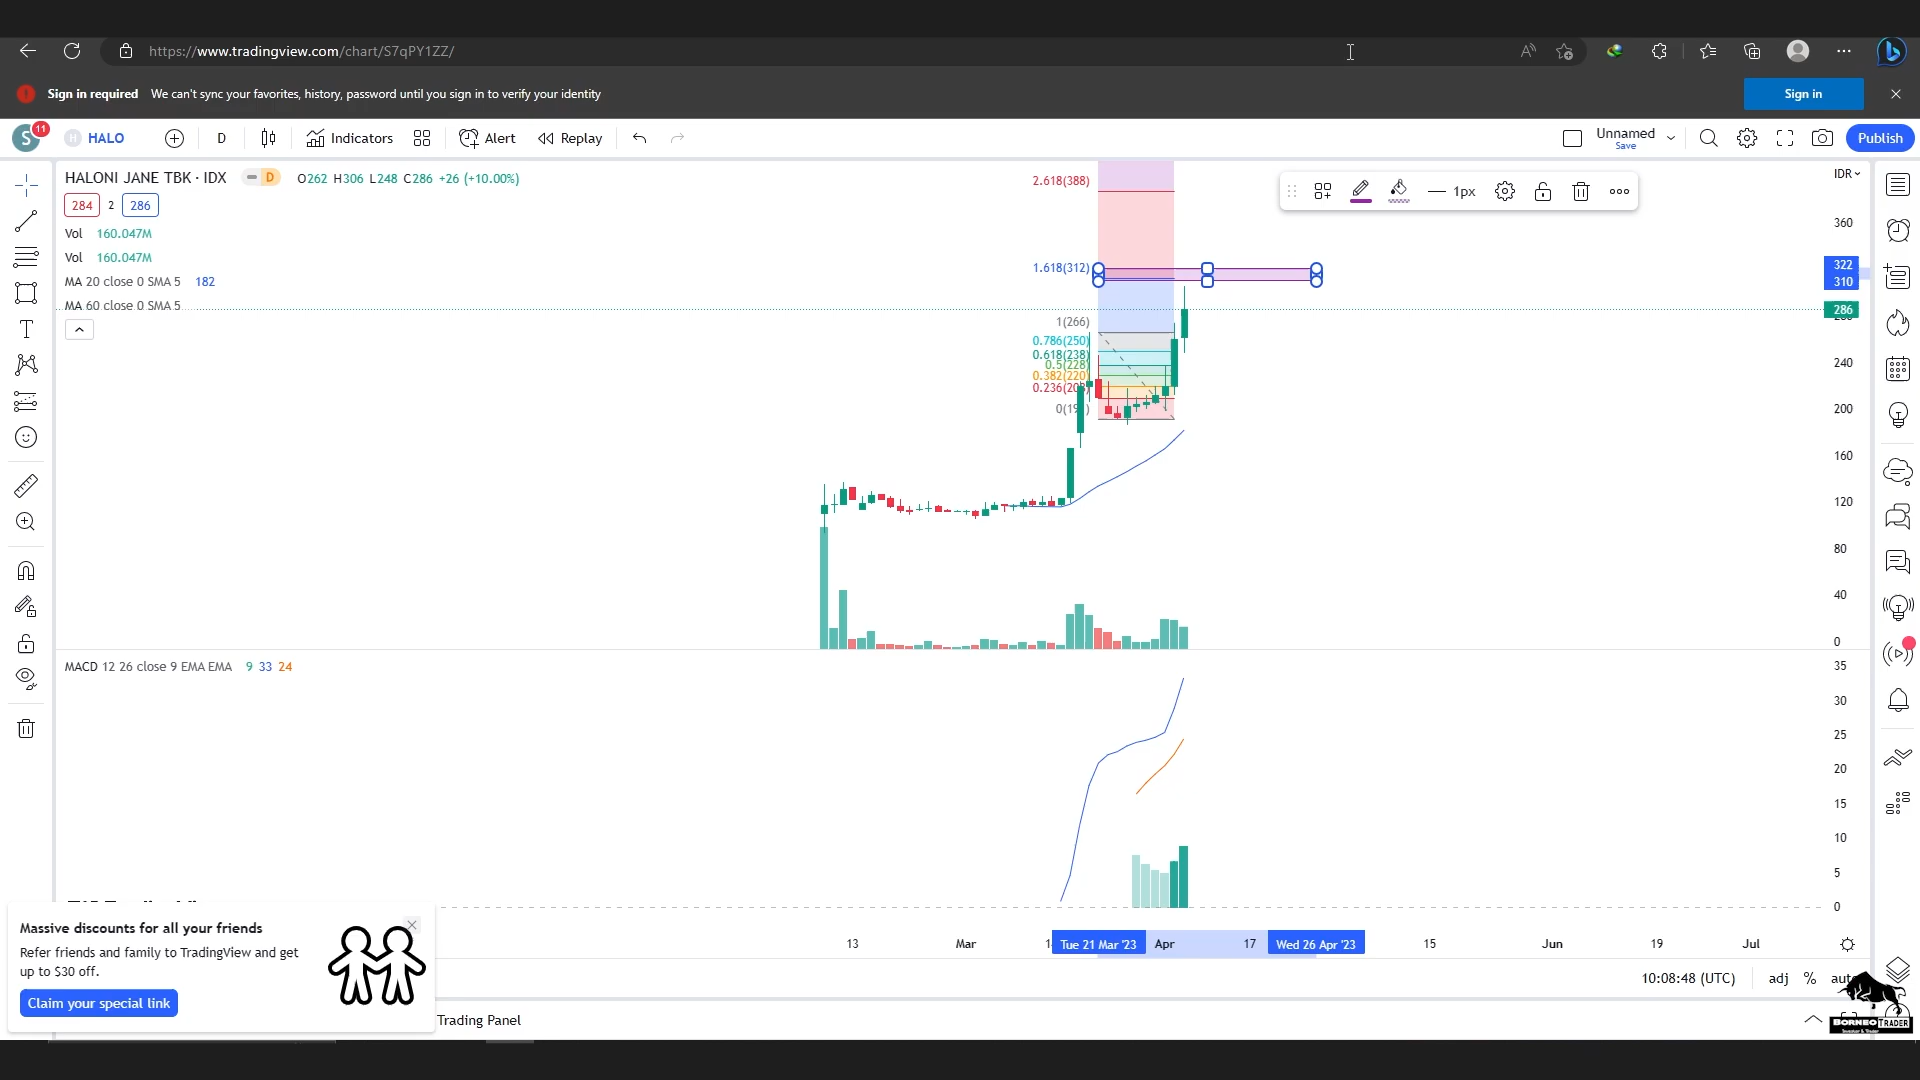 https://www.tradingview.com/chart/S7qPY1ZZ/
Sign in required We can't sync your favorites, history, password until you sign in to verify your identity
Sign in
S 11 HALO D Indicators Alert Replay Unnamed Save Publish
HALONI JANE TBK · IDX D O262 H306 L248 C286 +26 (+10.00%)
284 2 286
Vol 160.047M
Vol 160.047M
MA 20 close 0 SMA 5 182
MA 60 close 0 SMA 5
1px
IDR
2.618(388)
1.618(312)
1(266)
0.786(250)
0.618(238)
0.5(228)
0.382(220)
360
322
310
286
240
200
160
120
80
40
0
MACD 12 26 close 9 EMA EMA 9 33 24
35
30
25
20
15
10
5
0
13 Mar Tue 21 Mar '23 Apr 17 Wed 26 Apr '23 15 Jun 19 Jul
10:08:48 (UTC) adj %
Massive discounts for all your friends
Refer friends and family to TradingView and get
up to $30 off.
Claim your special link
Trading Panel
BORNEO TRADER